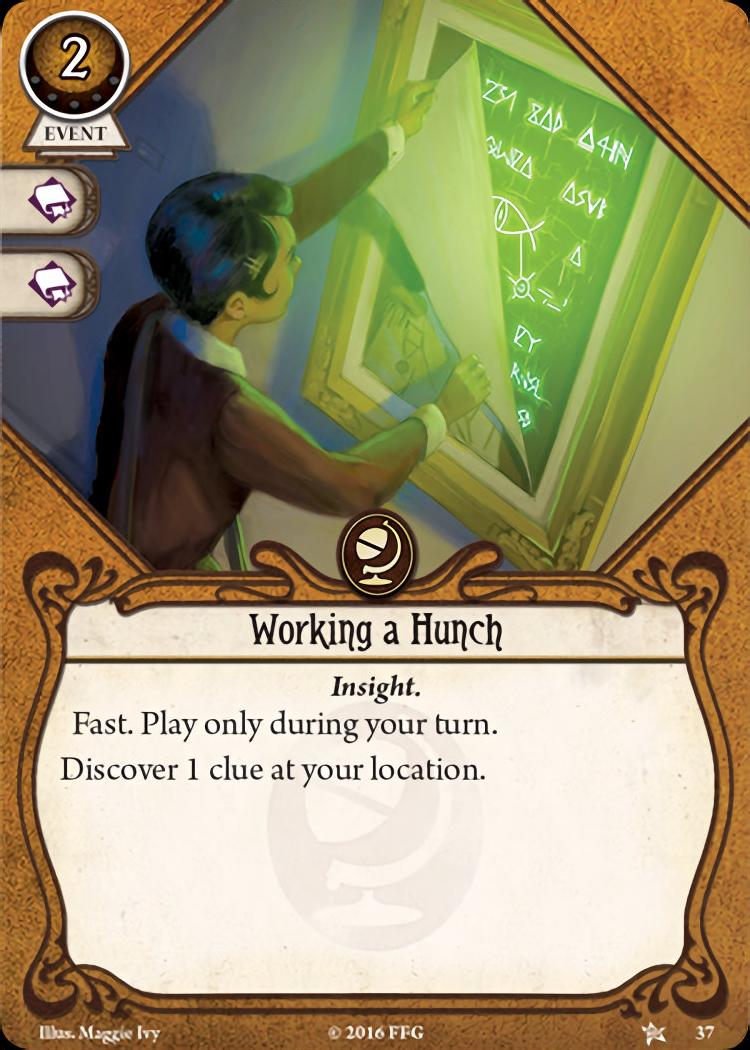 2
EVENT
Working a Hunch
Insight.
Fast. Play only during your turn.
Discover 1 clue at your location.
Illus. Maggie Ivy
© 2016 FFG
37